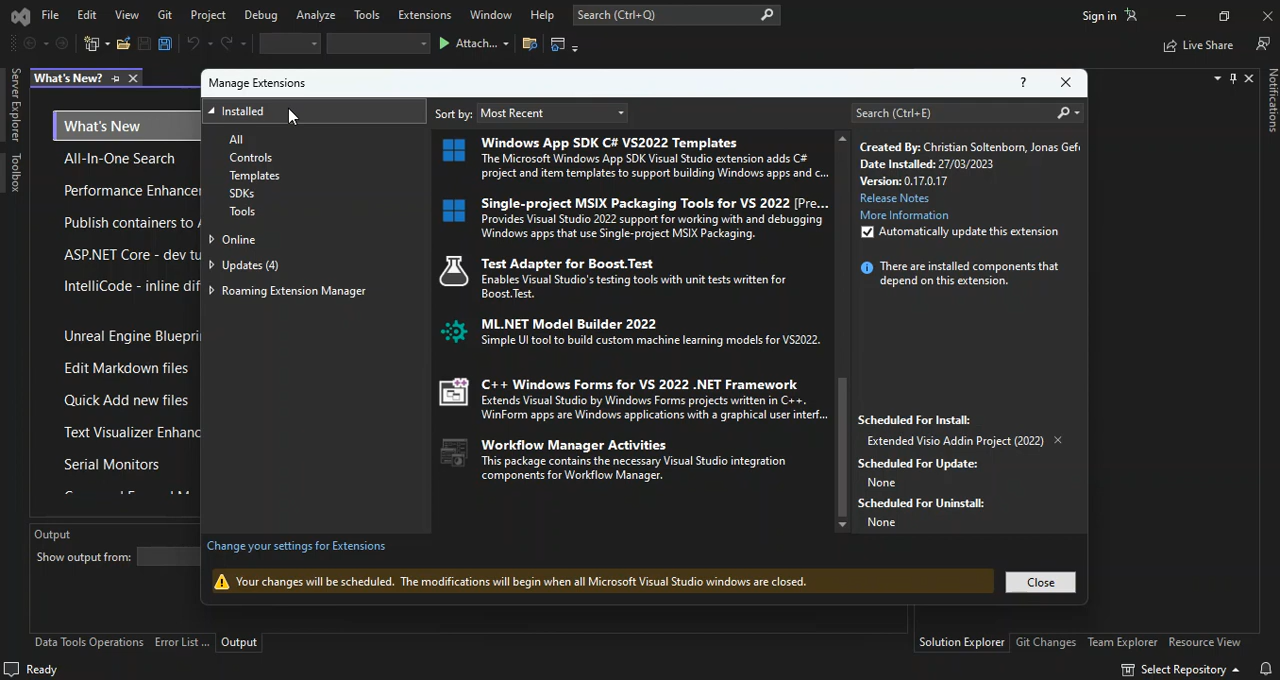 File Edit View Git Project Debug Analyze Tools Extensions Window Help Search (Ctrl+Q) Sign in
Attach... Live Share
Server Explorer
Toolbox
What's New?
What's New
All-In-One Search
Performance Enhancer
Publish containers to
ASP.NET Core - dev tu
IntelliCode - inline dif
Unreal Engine Bluepri
Edit Markdown files
Quick Add new files
Text Visualizer Enhanc
Serial Monitors
Manage Extensions ?
Installed
All
Controls
Templates
SDKs
Tools
Online
Updates (4)
Roaming Extension Manager
Sort by: Most Recent
Windows App SDK C# VS2022 Templates
The Microsoft Windows App SDK Visual Studio extension adds C#
project and item templates to support building Windows apps and c...
Single-project MSIX Packaging Tools for VS 2022 [Pre...
Provides Visual Studio 2022 support for working with and debugging
Windows apps that use Single-project MSIX Packaging.
Test Adapter for Boost.Test
Enables Visual Studio's testing tools with unit tests written for
Boost.Test.
ML.NET Model Builder 2022
Simple UI tool to build custom machine learning models for VS2022.
C++ Windows Forms for VS 2022 .NET Framework
Extends Visual Studio by Windows Forms projects written in C++.
WinForm apps are Windows applications with a graphical user interf...
Workflow Manager Activities
This package contains the necessary Visual Studio integration
components for Workflow Manager.
Search (Ctrl+E)
Created By: Christian Soltenborn, Jonas Gefe
Date Installed: 27/03/2023
Version: 0.17.0.17
Release Notes
More Information
Automatically update this extension
There are installed components that
depend on this extension.
Scheduled For Install:
Extended Visio Addin Project (2022)
Scheduled For Update:
None
Scheduled For Uninstall:
None
Change your settings for Extensions
Your changes will be scheduled. The modifications will begin when all Microsoft Visual Studio windows are closed.
Close
Notifications
Output
Show output from:
Data Tools Operations Error List ... Output Solution Explorer Git Changes Team Explorer Resource View
Ready Select Repository